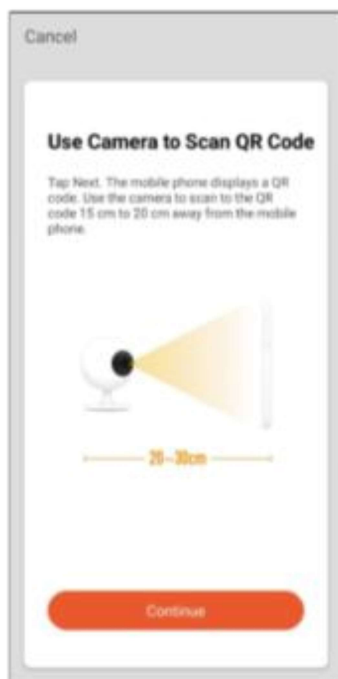 Cancel
Use Camera to Scan QR Code
Tap Next. The mobile phone displays a QR
code. Use the camera to scan to the QR
code 15 cm to 20 cm away from the mobile
phone.
20~30cm
Continue